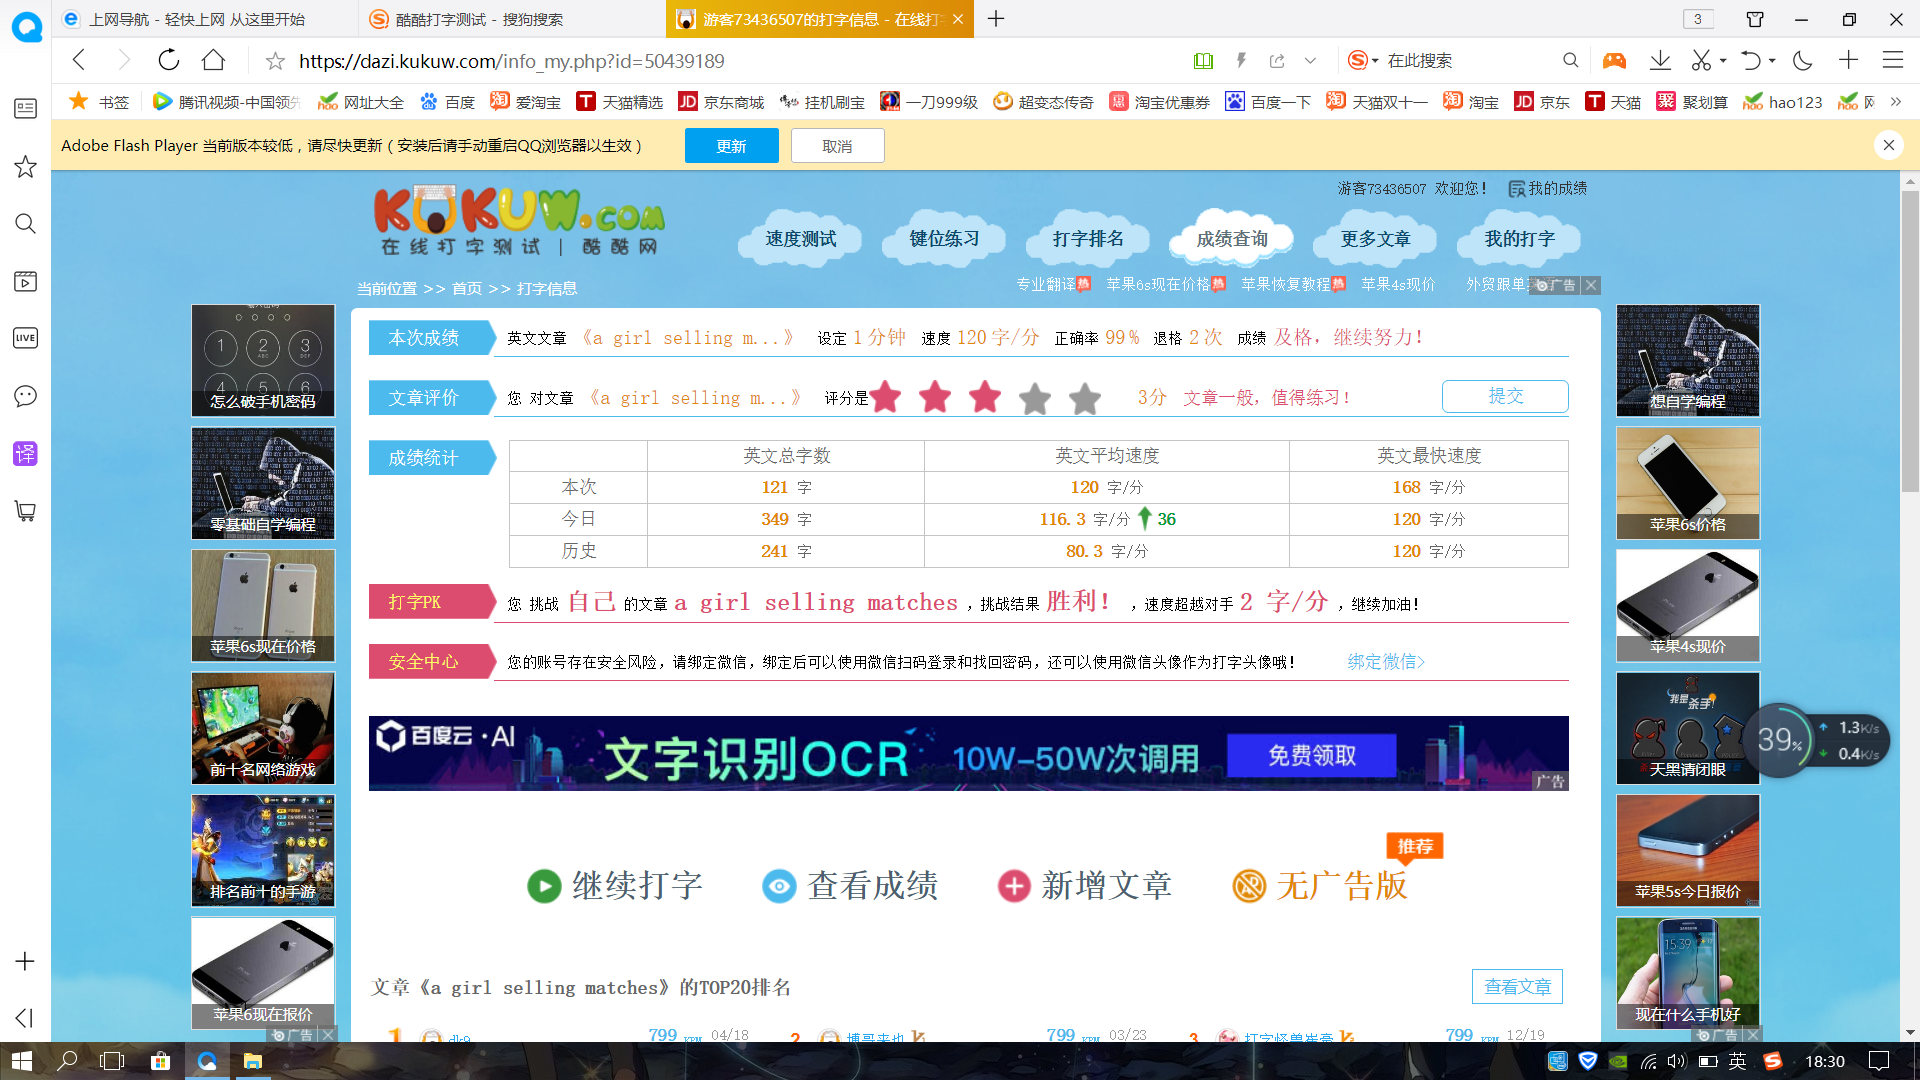 上网导航 - 轻快上网 从这里开始
酷酷打字测试 - 搜狗搜索
游客73436507的打字信息 - 在线打
3
https://dazi.kukuw.com/info_my.php?id=50439189
在此搜索
书签 腾讯视频-中国领 网址大全 百度 爱淘宝 天猫精选 京东商城 挂机刷宝 一刀999级 超变态传奇 淘宝优惠券 百度一下 天猫双十一 淘宝 京东 天猫 聚划算 hao123
Adobe Flash Player 当前版本较低，请尽快更新（安装后请手动重启QQ浏览器以生效）
更新
取消
游客73436507 欢迎您！ 我的成绩
KUKUW.COM
在线打字测试 | 酷酷网
速度测试 键位练习 打字排名 成绩查询 更多文章 我的打字
当前位置 >> 首页 >> 打字信息
专业翻译 热 苹果6s现在价格 热 苹果恢复教程 热 苹果4s现价 外贸跟单 广告
本次成绩 英文文章 《a girl selling m...》 设定 1 分钟 速度 120 字/分 正确率 99% 退格 2 次 成绩 及格，继续努力！
文章评价 您 对文章 《a girl selling m...》 评分是 3分 文章一般，值得练习！ 提交
成绩统计
英文总字数 英文平均速度 英文最快速度
本次 121 字 120 字/分 168 字/分
今日 349 字 116.3 字/分 36 120 字/分
历史 241 字 80.3 字/分 120 字/分
打字PK 您 挑战 自己 的文章 a girl selling matches ，挑战结果 胜利！ ，速度超越对手 2 字/分 ，继续加油！
安全中心 您的账号存在安全风险，请绑定微信，绑定后可以使用微信扫码登录和找回密码，还可以使用微信头像作为打字头像哦！ 绑定微信>
百度云·AI 文字识别OCR 10W-50W次调用 免费领取
广告
推荐
继续打字 查看成绩 新增文章 无广告版
文章《a girl selling matches》的TOP20排名
查看文章
1 dk9 799 KPM 04/18 2 博哥来也 799 KPM 03/23 3 打字怪兽崔豪 799 KPM 12/19
怎么破手机密码
零基础自学编程
苹果6s现在价格
前十名网络游戏
排名前十的手游
苹果6现在报价
广告
想自学编程
苹果6s价格
苹果4s现价
我是杀手!
天黑请闭眼
苹果5s今日报价
15:39
现在什么手机好
广告
39%
1.3K/s
0.4K/s
LIVE
译
英
18:30